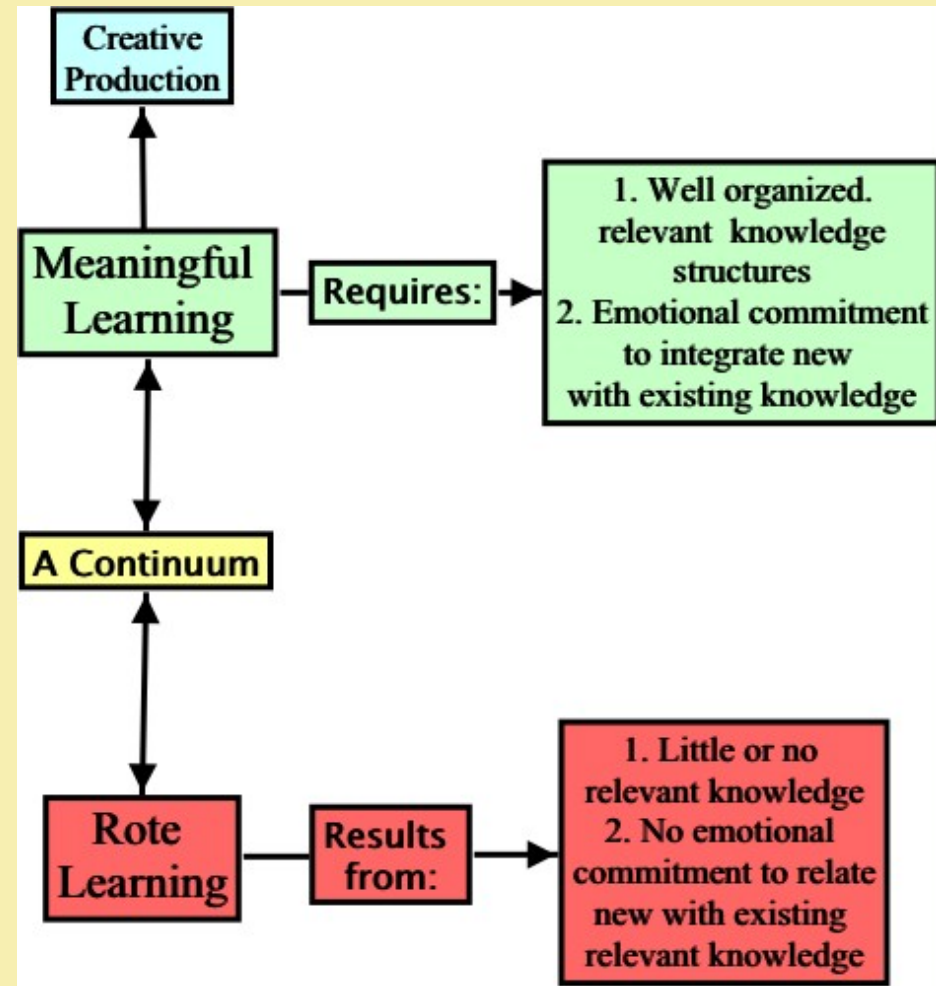 Creative
Production
Meaningful
Learning
Requires:
1. Well organized.
relevant knowledge
structures
2. Emotional commitment
to integrate new
with existing knowledge
A Continuum
Rote
Learning
Results
from:
1. Little or no
relevant knowledge
2. No emotional
commitment to relate
new with existing
relevant knowledge